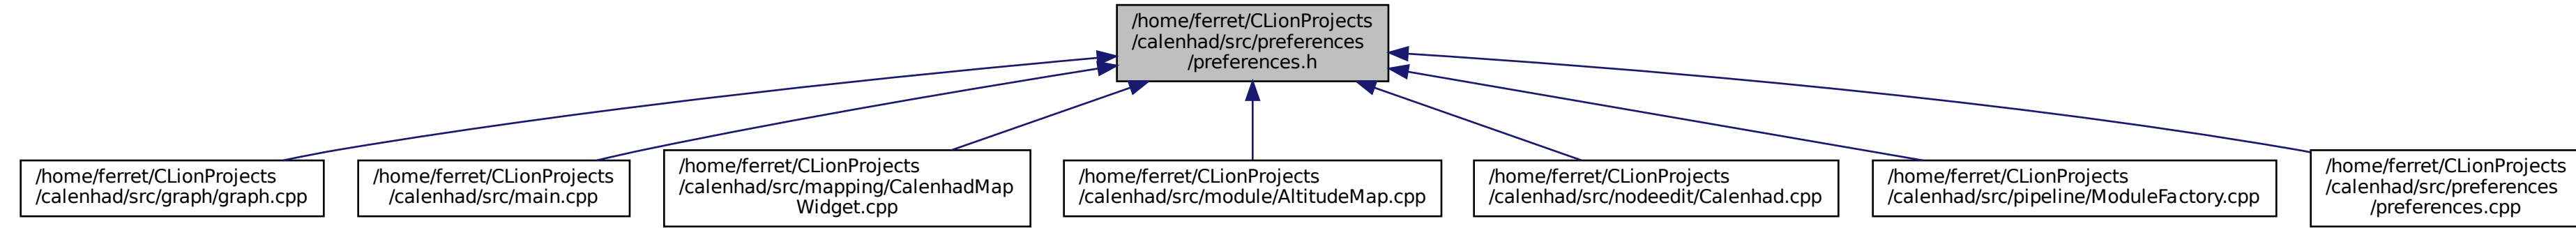 /home/ferret/CLionProjects
/calenhad/src/preferences
/preferences.h
/home/ferret/CLionProjects
/calenhad/src/graph/graph.cpp
/home/ferret/CLionProjects
/calenhad/src/main.cpp
/home/ferret/CLionProjects
/calenhad/src/mapping/CalenhadMap
Widget.cpp
/home/ferret/CLionProjects
/calenhad/src/module/AltitudeMap.cpp
/home/ferret/CLionProjects
/calenhad/src/nodeedit/Calenhad.cpp
/home/ferret/CLionProjects
/calenhad/src/pipeline/ModuleFactory.cpp
/home/ferret/CLionProjects
/calenhad/src/preferences
/preferences.cpp